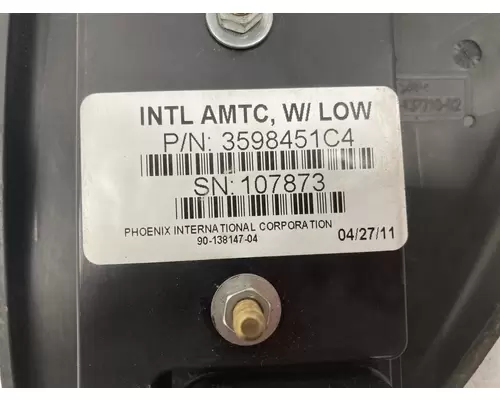 INTL AMTC, W/ LOW
P/N: 3598451C4
SN: 107873
PHOENIX INTERNATIONAL CORPORATION
90-138147-04
04/27/11